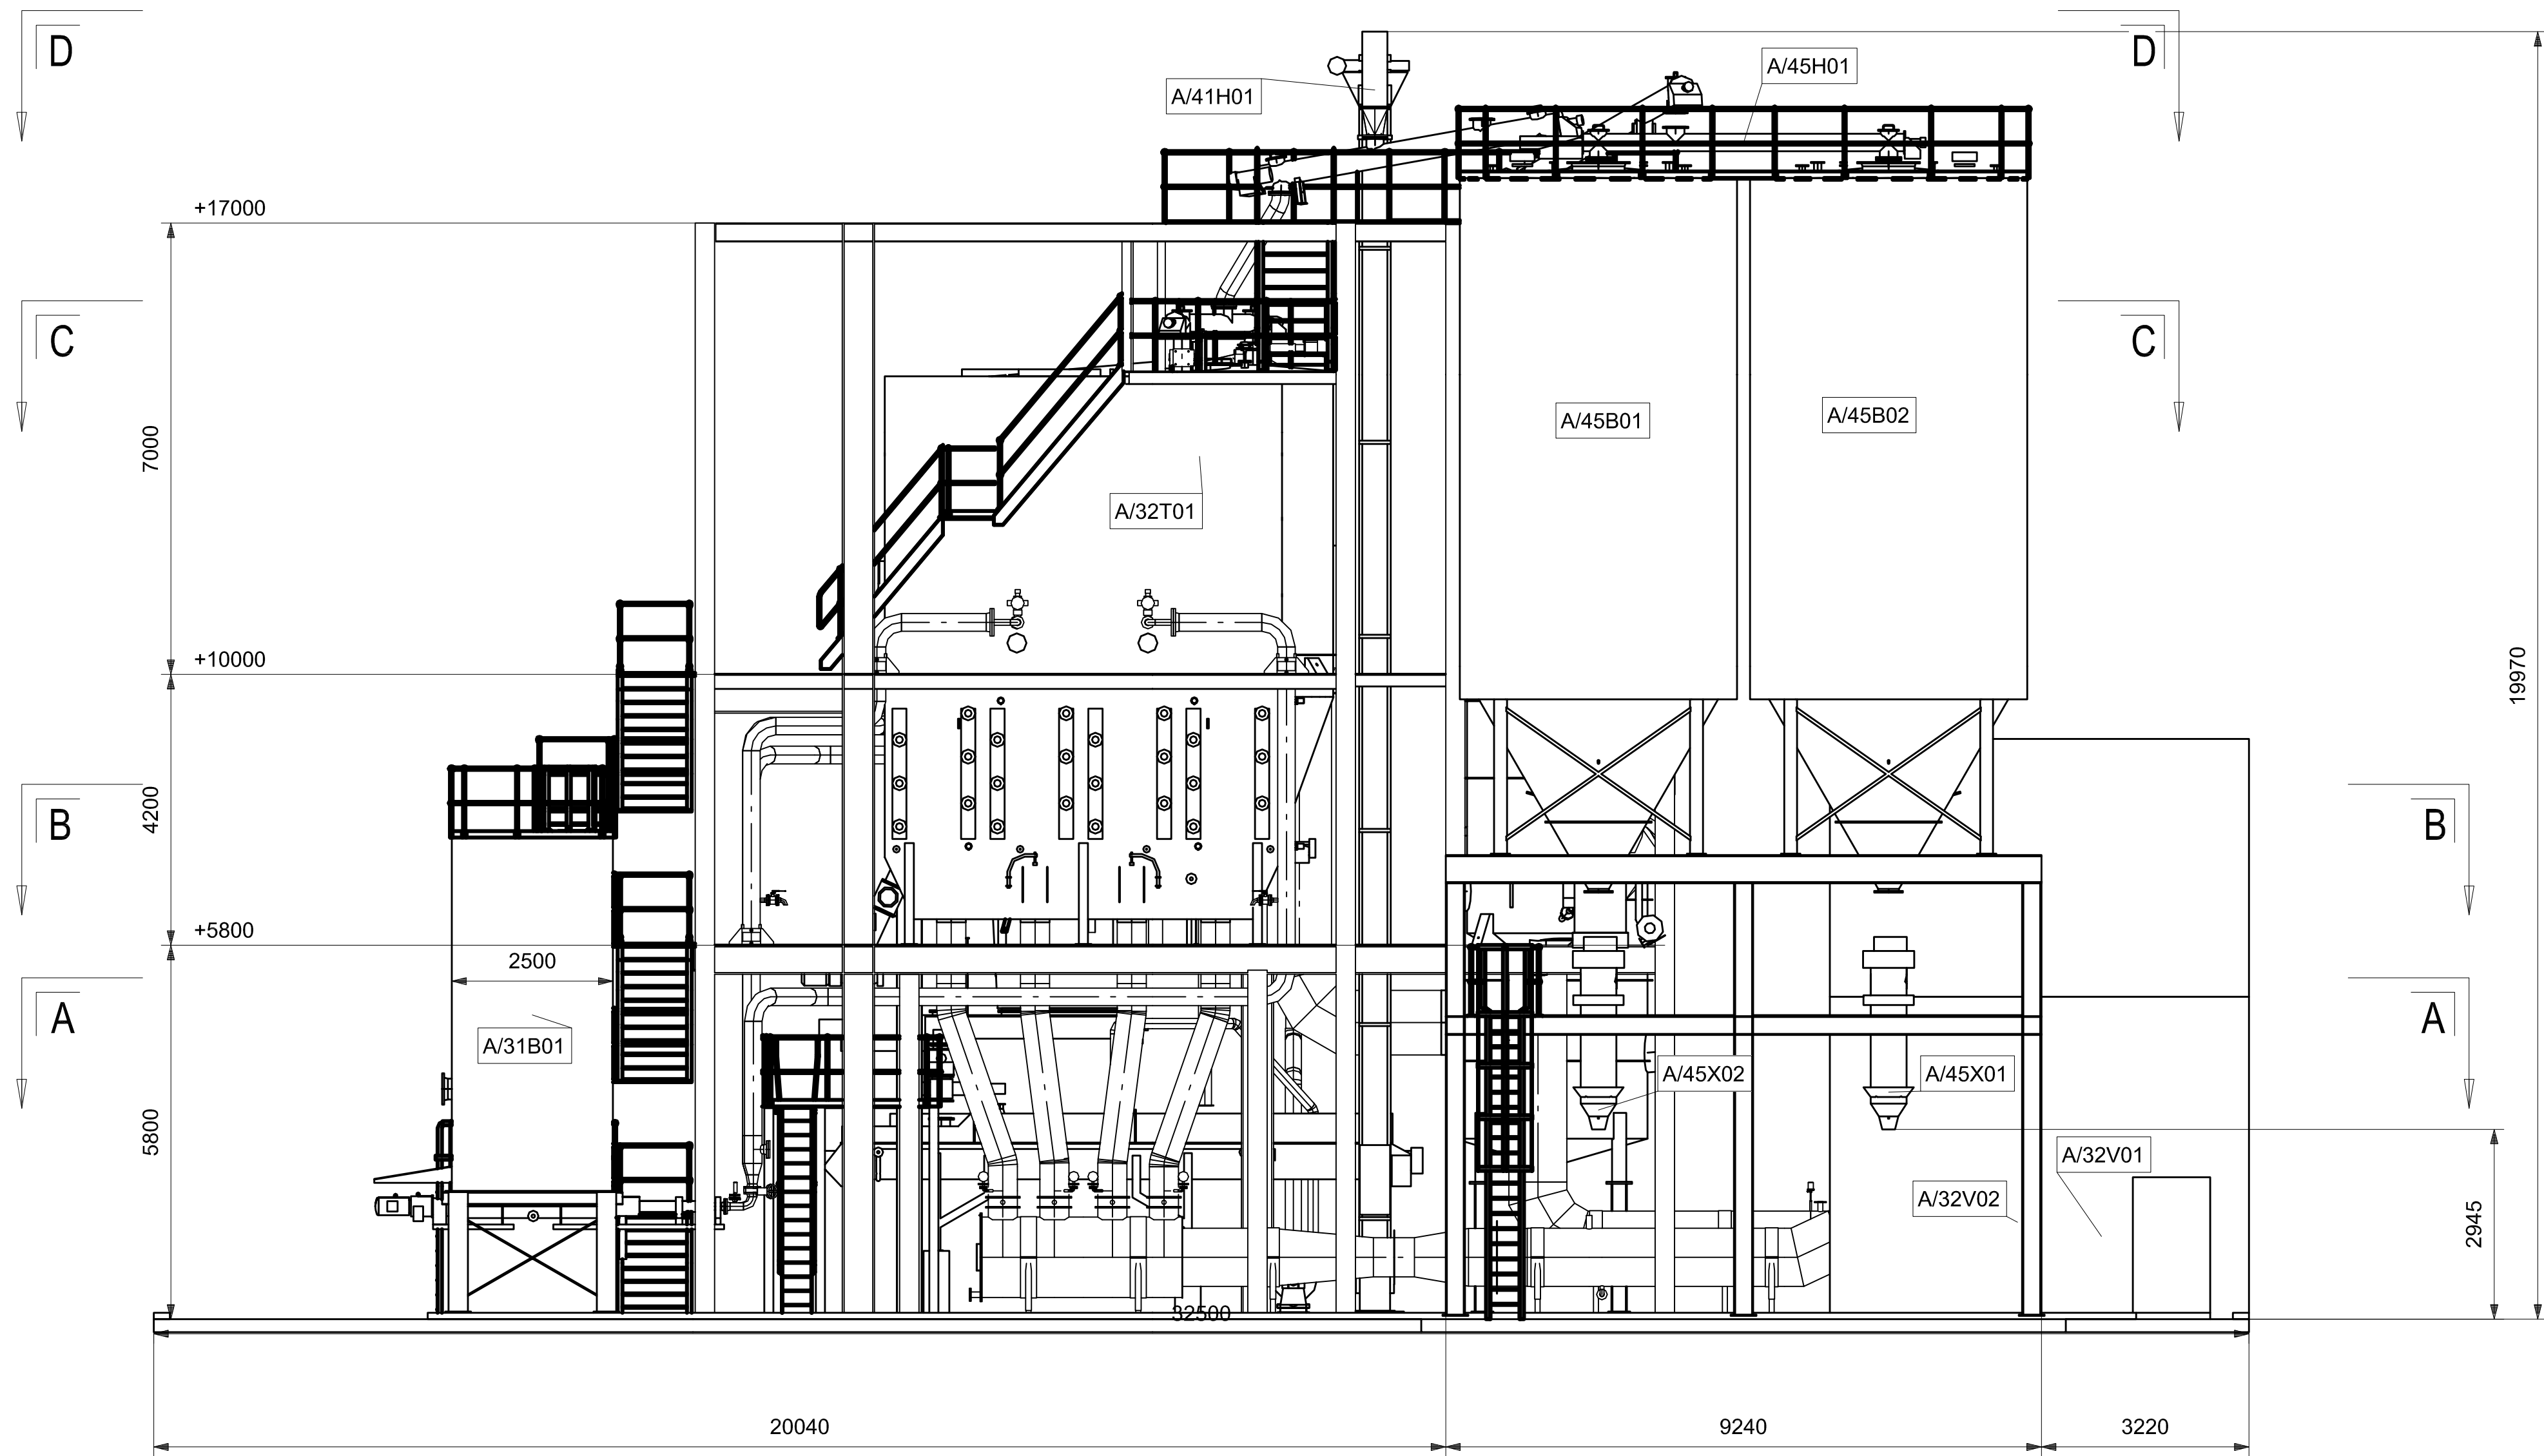 D
D
A/45H01
A/41H01
+17000
C
C
A/45B01
A/45B02
7000
A/32T01
+10000
19970
4200
B
B
+5800
2500
A
A
A/31B01
A/45X02
A/45X01
5800
A/32V01
A/32V02
2945
32500
20040
9240
3220